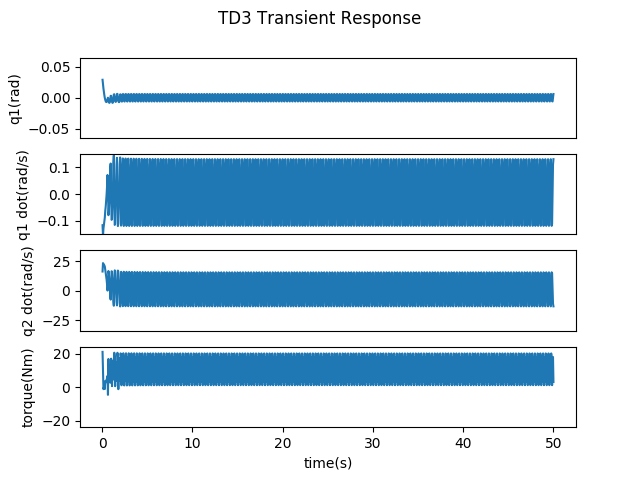 TD3 Transient Response
0.05
0.00
−0.05
q1(rad)
0.1
0.0
−0.1
q1 dot(rad/s)
25
0
−25
q2 dot(rad/s)
20
0
−20
torque(Nm)
0 10 20 30 40 50
time(s)